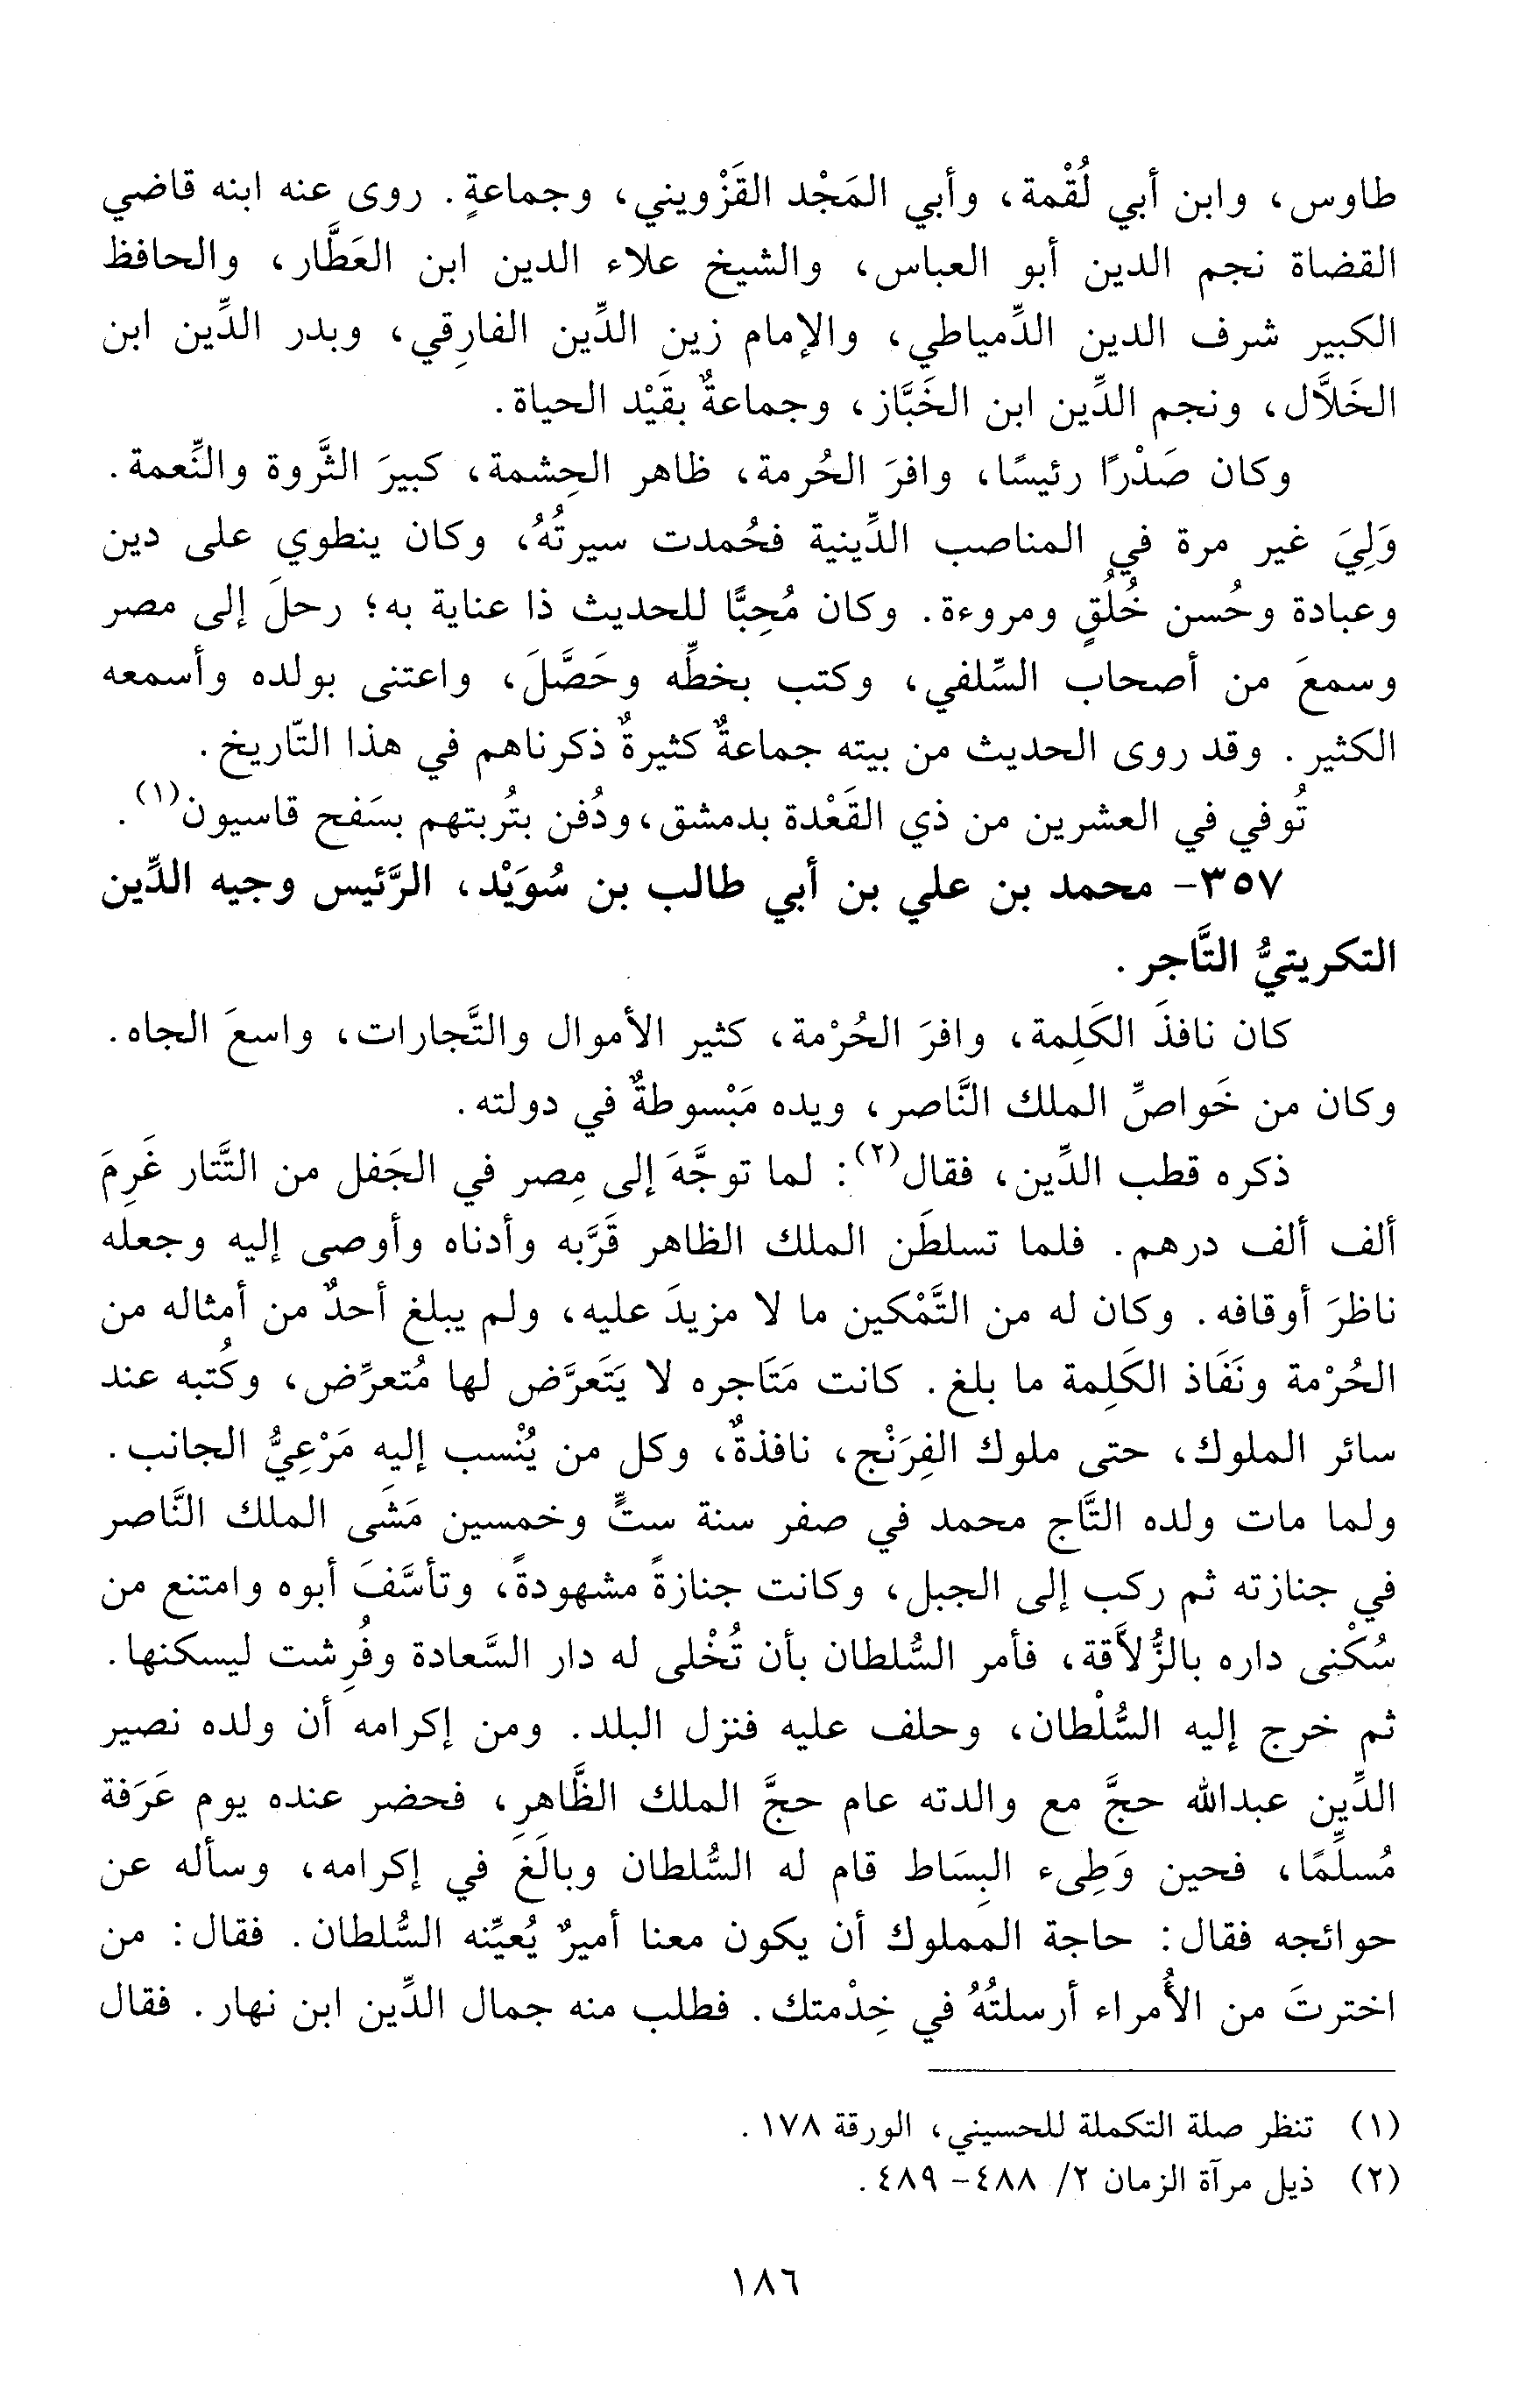 طاوس، وابن أبي لُقْمة، وأبي المَجْد القَزْويني، وجماعةٍ. روى عنه ابنه قاضي
القضاة نجم الدين أبو العباس، والشيخ علاء الدين ابن العَطَّار، والحافظ
الكبير شرف الدين الدِّمياطي، والإمام زين الدِّين الفارِقي، وبدر الدِّين ابن
الخَلاَّل، ونجم الدِّين ابن الخَبَّاز، وجماعةٌ بقَيْد الحياة.
وكان صَدْرًا رئيسًا، وافرَ الحُرمة، ظاهر الحِشمة، كبيرَ الثَّروة والنِّعمة.
وَلِيَ غير مرة في المناصب الدِّينية فحُمدت سيرتُهُ، وكان ينطوي على دين
وعبادة وحُسن خُلُقٍ ومروءة. وكان مُحِبًّا للحديث ذا عناية به؛ رحلَ إلى مصر
وسمعَ من أصحاب السِّلفي، وكتب بخطِّه وحَصَّلَ، واعتنى بولده وأسمعه
الكثير. وقد روى الحديث من بيته جماعةٌ كثيرةٌ ذكرناهم في هذا التّاريخ.
تُوفي في العشرين من ذي القَعْدة بدمشق، ودُفن بتُربتهم بسَفح قاسيون(١).
٣٥٧- محمد بن علي بن أبي طالب بن سُوَيْد، الرَّئيس وجيه الدِّين
التكريتيُّ التَّاجر.
كان نافذَ الكَلِمة، وافرَ الحُرْمة، كثير الأموال والتَّجارات، واسعَ الجاه.
وكان من خَواصِّ الملك النَّاصر، ويده مَبْسوطةٌ في دولته.
ذكره قطب الدِّين، فقال(٢): لما توجَّهَ إلى مِصر في الجَفل من التَّتار غَرِمَ
ألف ألف درهم. فلما تسلطَن الملك الظاهر قَرَّبه وأدناه وأوصى إليه وجعله
ناظرَ أوقافه. وكان له من التَّمْكين ما لا مزيدَ عليه، ولم يبلغ أحدٌ من أمثاله من
الحُرْمة ونَفَاذ الكَلِمة ما بلغ. كانت مَتَاجره لا يَتَعرَّض لها مُتعرِّض، وكُتبه عند
سائر الملوك، حتى ملوك الفِرَنْج، نافذةٌ، وكل من يُنْسب إليه مَرْعِيُّ الجانب.
ولما مات ولده التَّاج محمد في صفر سنة ستٍّ وخمسين مَشَى الملك النَّاصر
في جنازته ثم ركب إلى الجبل، وكانت جنازةً مشهودةً، وتأسَّفَ أبوه وامتنع من
سُكْنى داره بالزُّلاَّقة، فأمر السُّلطان بأن تُخْلى له دار السَّعادة وفُرِشت ليسكنها.
ثم خرج إليه السُّلْطان، وحلف عليه فنزل البلد. ومن إكرامه أن ولده نصير
الدِّين عبدالله حجَّ مع والدته عام حجَّ الملك الظَّاهرِ، فحضر عنده يوم عَرَفة
مُسلِّمًا، فحين وَطِىء البِسَاط قام له السُّلطان وبالَغَ في إكرامه، وسأله عن
حوائجه فقال: حاجة المملوك أن يكون معنا أميرٌ يُعيِّنه السُّلطان. فقال: من
اخترتَ من الأُمراء أرسلتُهُ في خِدْمتك. فطلب منه جمال الدِّين ابن نهار. فقال
(١) تنظر صلة التكملة للحسيني، الورقة ١٧٨.
(٢) ذيل مرآة الزمان ٢/ ٤٨٨- ٤٨٩.
١٨٦